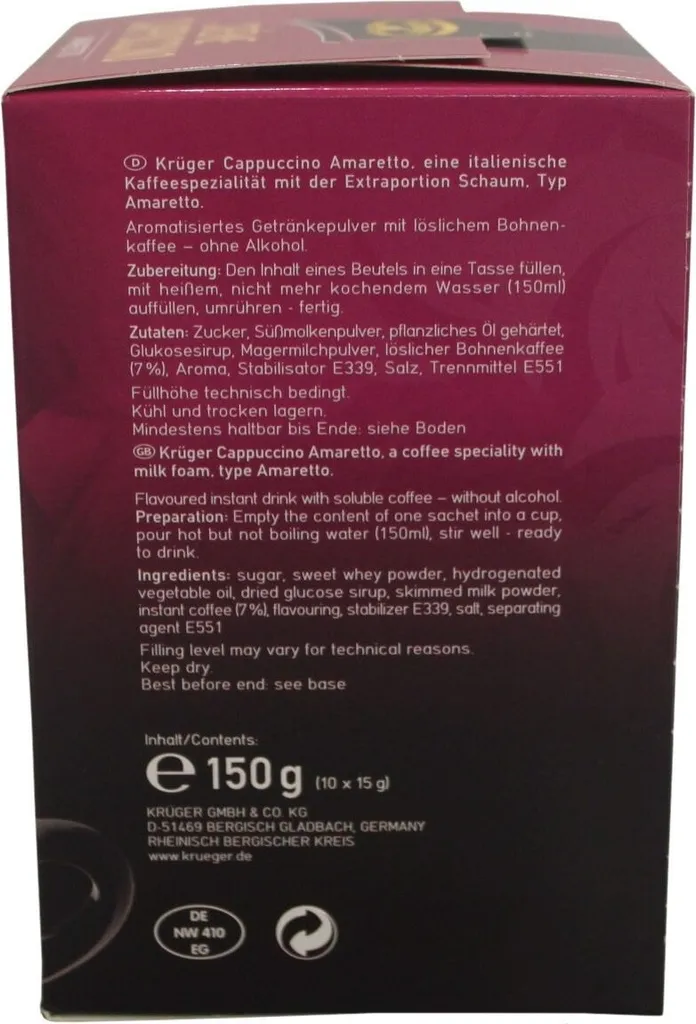 D Krüger Cappuccino Amaretto, eine italienische
Kaffeespezialität mit der Extraportion Schaum, Typ
Amaretto.
Aromatisiertes Getränkepulver mit löslichem Bohnen-
kaffee – ohne Alkohol.
Zubereitung: Den Inhalt eines Beutels in eine Tasse füllen,
mit heißem, nicht mehr kochendem Wasser (150ml)
auffüllen, umrühren - fertig.
Zutaten: Zucker, Süßmolkenpulver, pflanzliches Öl gehärtet,
Glukosesirup, Magermilchpulver, löslicher Bohnenkaffee
(7%), Aroma, Stabilisator E339, Salz, Trennmittel E551
Füllhöhe technisch bedingt.
Kühl und trocken lagern.
Mindestens haltbar bis Ende: siehe Boden
GB Krüger Cappuccino Amaretto, a coffee speciality with
milk foam, type Amaretto.
Flavoured instant drink with soluble coffee – without alcohol.
Preparation: Empty the content of one sachet into a cup,
pour hot but not boiling water (150ml), stir well - ready
to drink.
Ingredients: sugar, sweet whey powder, hydrogenated
vegetable oil, dried glucose sirup, skimmed milk powder,
instant coffee (7%), flavouring, stabilizer E339, salt, separating
agent E551
Filling level may vary for technical reasons.
Keep dry.
Best before end: see base
Inhalt/Contents:
e 150 g (10 x 15 g)
KRÜGER GMBH & CO. KG
D-51469 BERGISCH GLADBACH, GERMANY
RHEINISCH BERGISCHER KREIS
www.krueger.de
DE
NW 410
EG